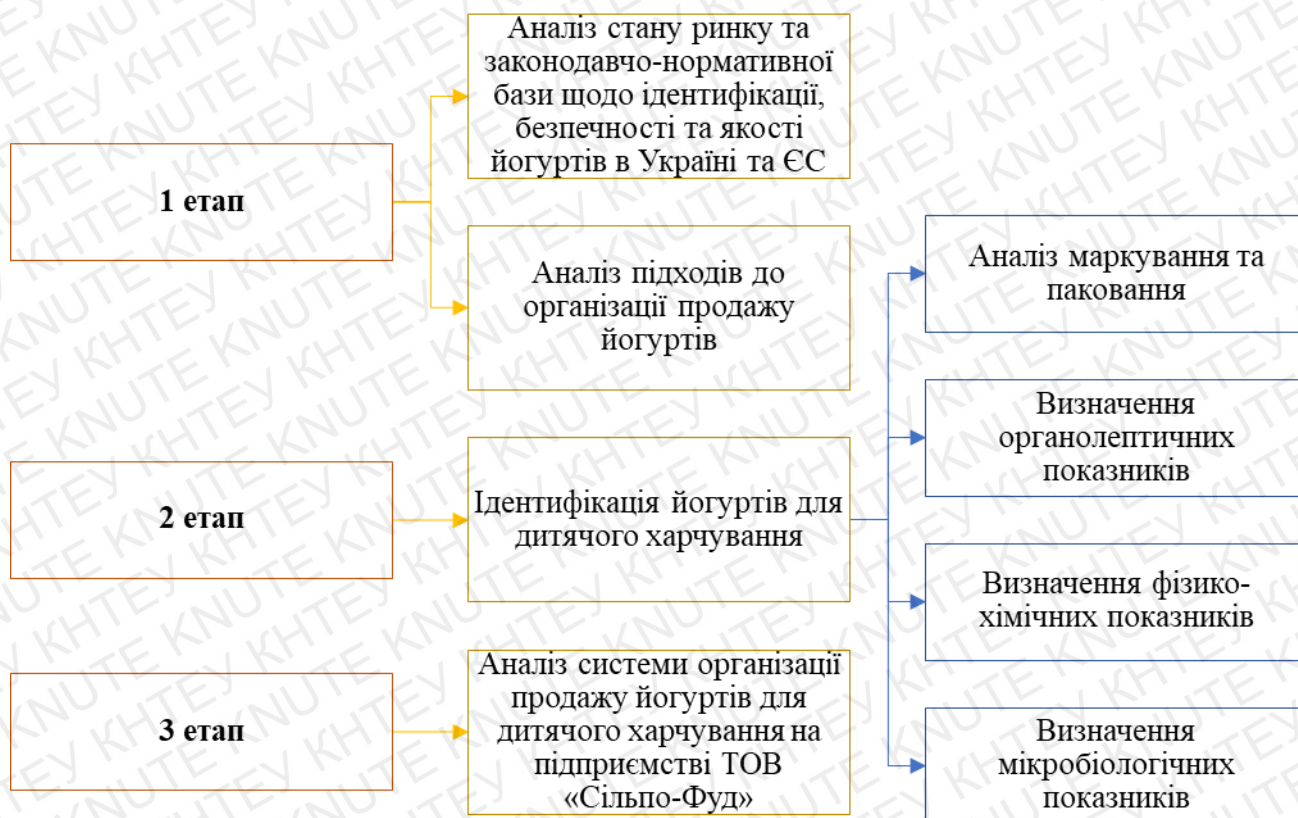 1 етап
Аналіз стану ринку та
законодавчо-нормативної
бази щодо ідентифікації,
безпечності та якості
йогуртів в Україні та ЄС
Аналіз підходів до
організації продажу
йогуртів
2 етап
Ідентифікація йогуртів для
дитячого харчування
Аналіз маркування та
паковання
Визначення
органолептичних
показників
Визначення фізико-
хімічних показників
Визначення
мікробіологічних
показників
3 етап
Аналіз системи організації
продажу йогуртів для
дитячого харчування на
підприємстві ТОВ
«Сільпо-Фуд»